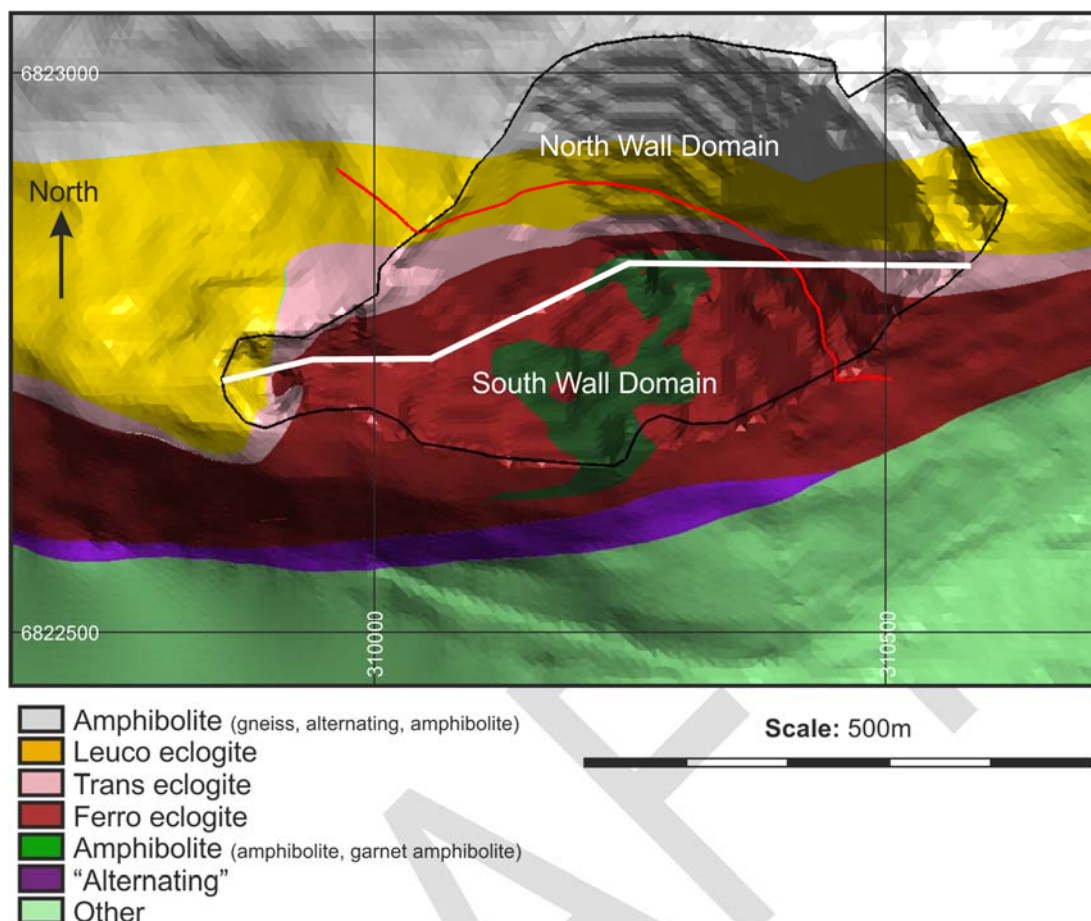 6823000
North Wall Domain
North
South Wall Domain
6822500
310000
310500
Amphibolite (gneiss, alternating, amphibolite)
Leuco eclogite
Trans eclogite
Ferro eclogite
Amphibolite (amphibolite, garnet amphibolite)
“Alternating”
Other
Scale: 500m